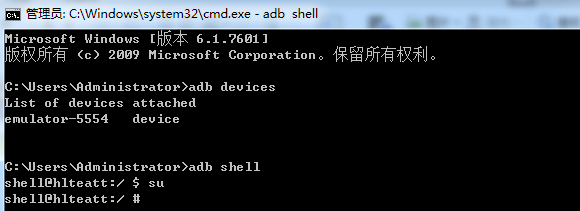 管理员: C:\Windows\system32\cmd.exe - adb  shell
Microsoft Windows [版本 6.1.7601]
版权所有 (c) 2009 Microsoft Corporation。保留所有权利。
C:\Users\Administrator>adb devices
List of devices attached
emulator-5554   device
C:\Users\Administrator>adb shell
shell@hlteatt:/ $ su
shell@hlteatt:/ #